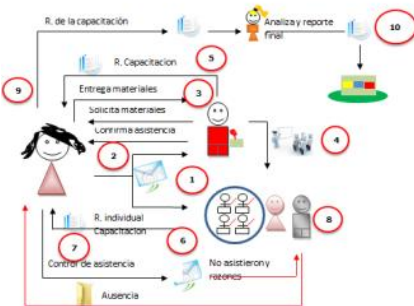 R. de la capacitación
Analiza y reporte
final
10
R. Capacitacion
5
9
Entrega materiales
3
Solicita materiales
Confirma asistencia
4
2
1
R. individual
Capacitacion
6
8
7
Control de asistencia
No asistieron y
razones
Ausencia